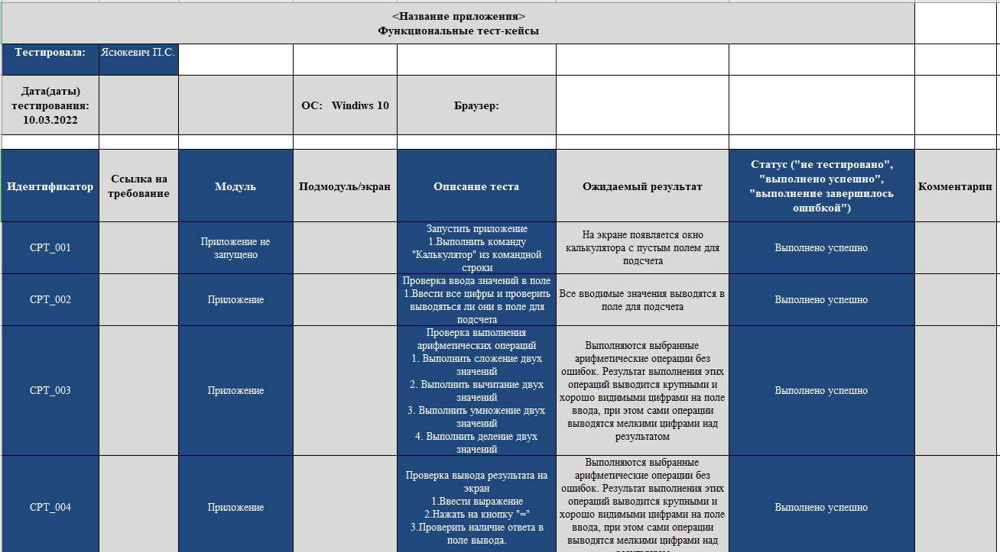 <Название приложения>
Функциональные тест-кейсы
Тестировала:
Ясюкевич П.С.
Дата(даты)
тестирования:
10.03.2022
ОС: Windiws 10
Браузер:
Идентификатор
Ссылка на
требование
Модуль
Подмодуль/экран
Описание теста
Ожидаемый результат
Статус ("не тестировано",
"выполнено успешно",
"выполнение завершилось
ошибкой")
Комментарии
СРТ_001
Приложение не
запущено
Запустить приложение
1.Выполнить команду
"Калькулятор" из командной
строки
На экране появляется окно
калькулятора с пустым полем для
подсчета
Выполнено успешно
СРТ_002
Приложение
Проверка ввода значений в поле
1.Ввести все цифры и проверить
выводяться ли они в поле для
подсчета
Все вводимые значения выводятся в
поле для подсчета
Выполнено успешно
СРТ_003
Приложение
Проверка выполнения
арифметических операций
1. Выполнить сложение двух
значений
2. Выполнить вычитание двух
значений
3. Выполнить умножение двух
значений
4. Выполнить деление двух
значений
Выполняются выбранные
арифметические операции без
ошибок. Результат выполнения этих
операций выводится крупными и
хорошо видимыми цифрами на поле
ввода, при этом сами операции
выводятся мелкими цифрами над
результатом
Выполнено успешно
СРТ_004
Приложение
Проверка вывода результата на
экран
1.Ввести выражение
2.Нажать на кнопку "="
3.Проверить наличие ответа в
поле вывода.
Выполняются выбранные
арифметические операции без
ошибок. Результат выполнения этих
операций выводится крупными и
хорошо видимыми цифрами на поле
ввода, при этом сами операции
выводятся мелкими цифрами над
Выполнено успешно